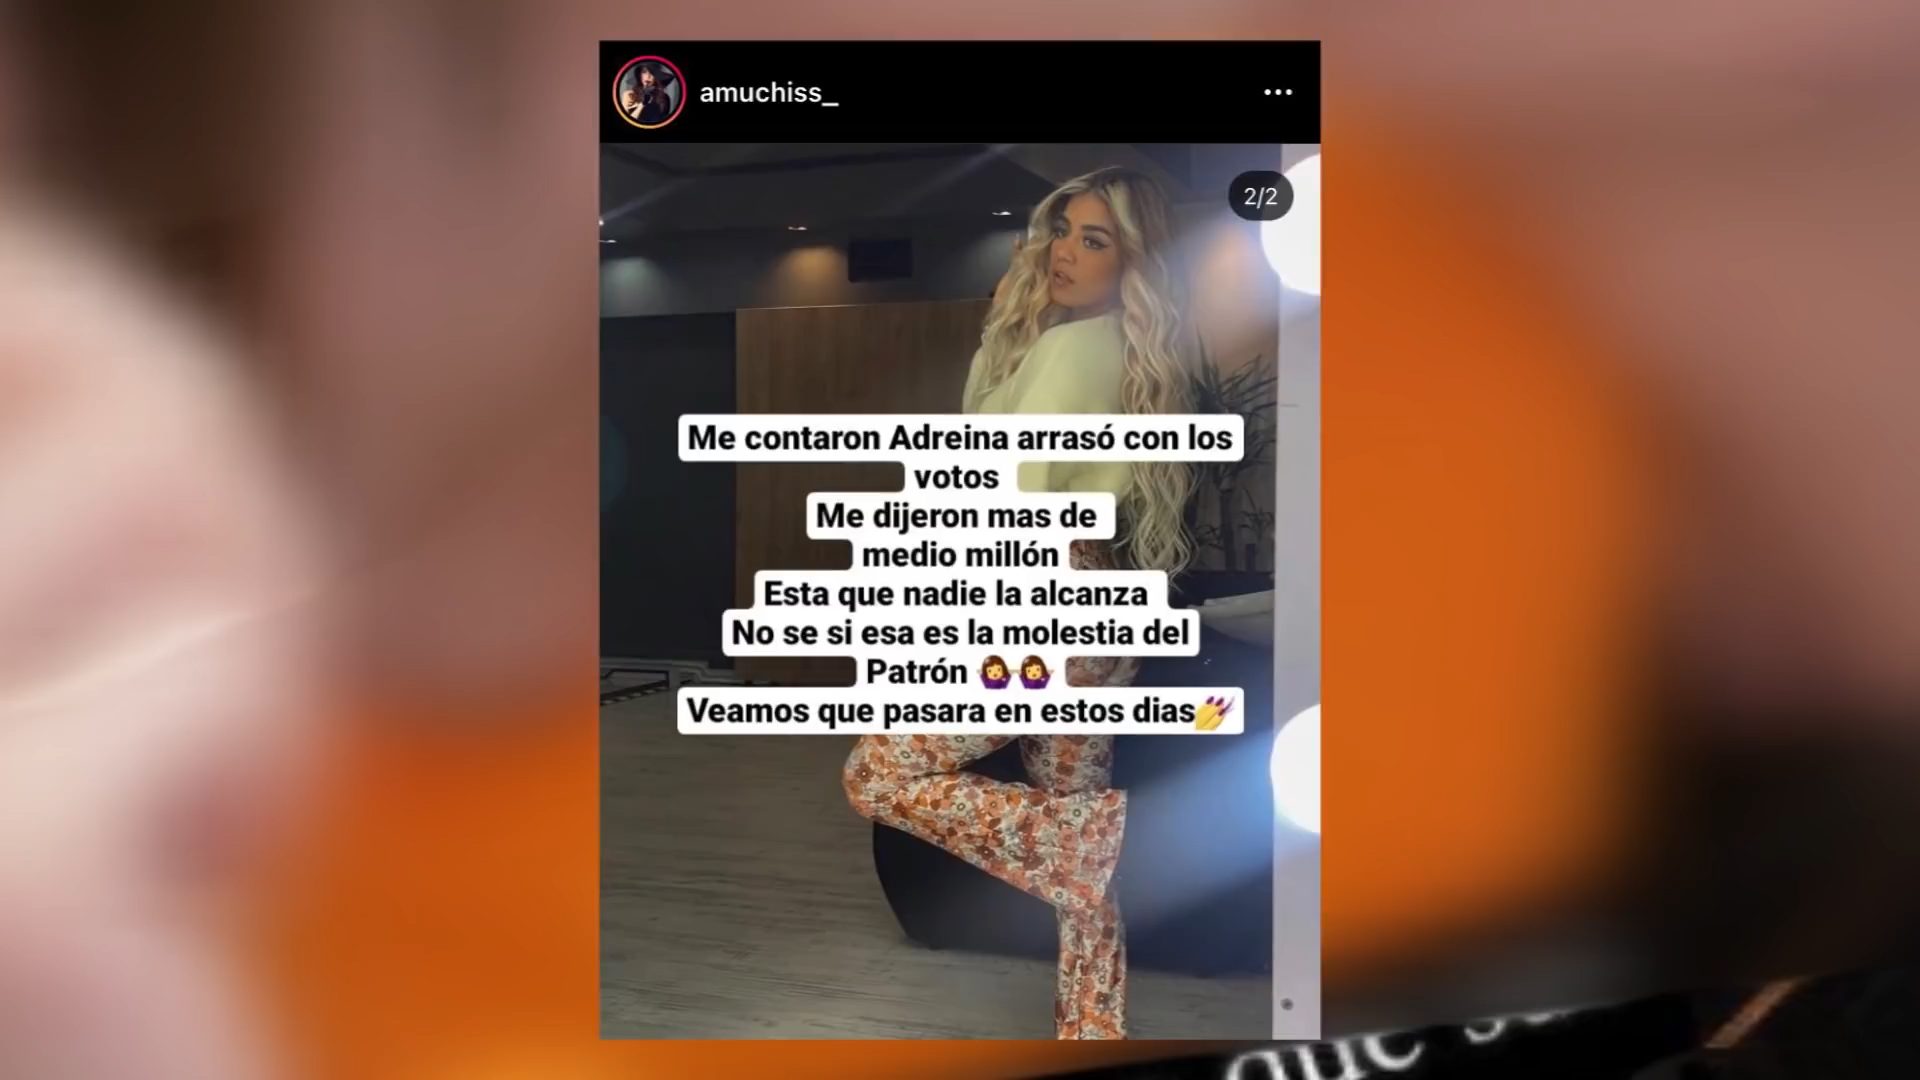 amuchiss_
2/2
Me contaron Adreina arrasó con los
votos
Me dijeron mas de
medio millón
Esta que nadie la alcanza
No se si esa es la molestia del
Patrón 🤷‍♀️🤷‍♀️
Veamos que pasara en estos dias💅
que